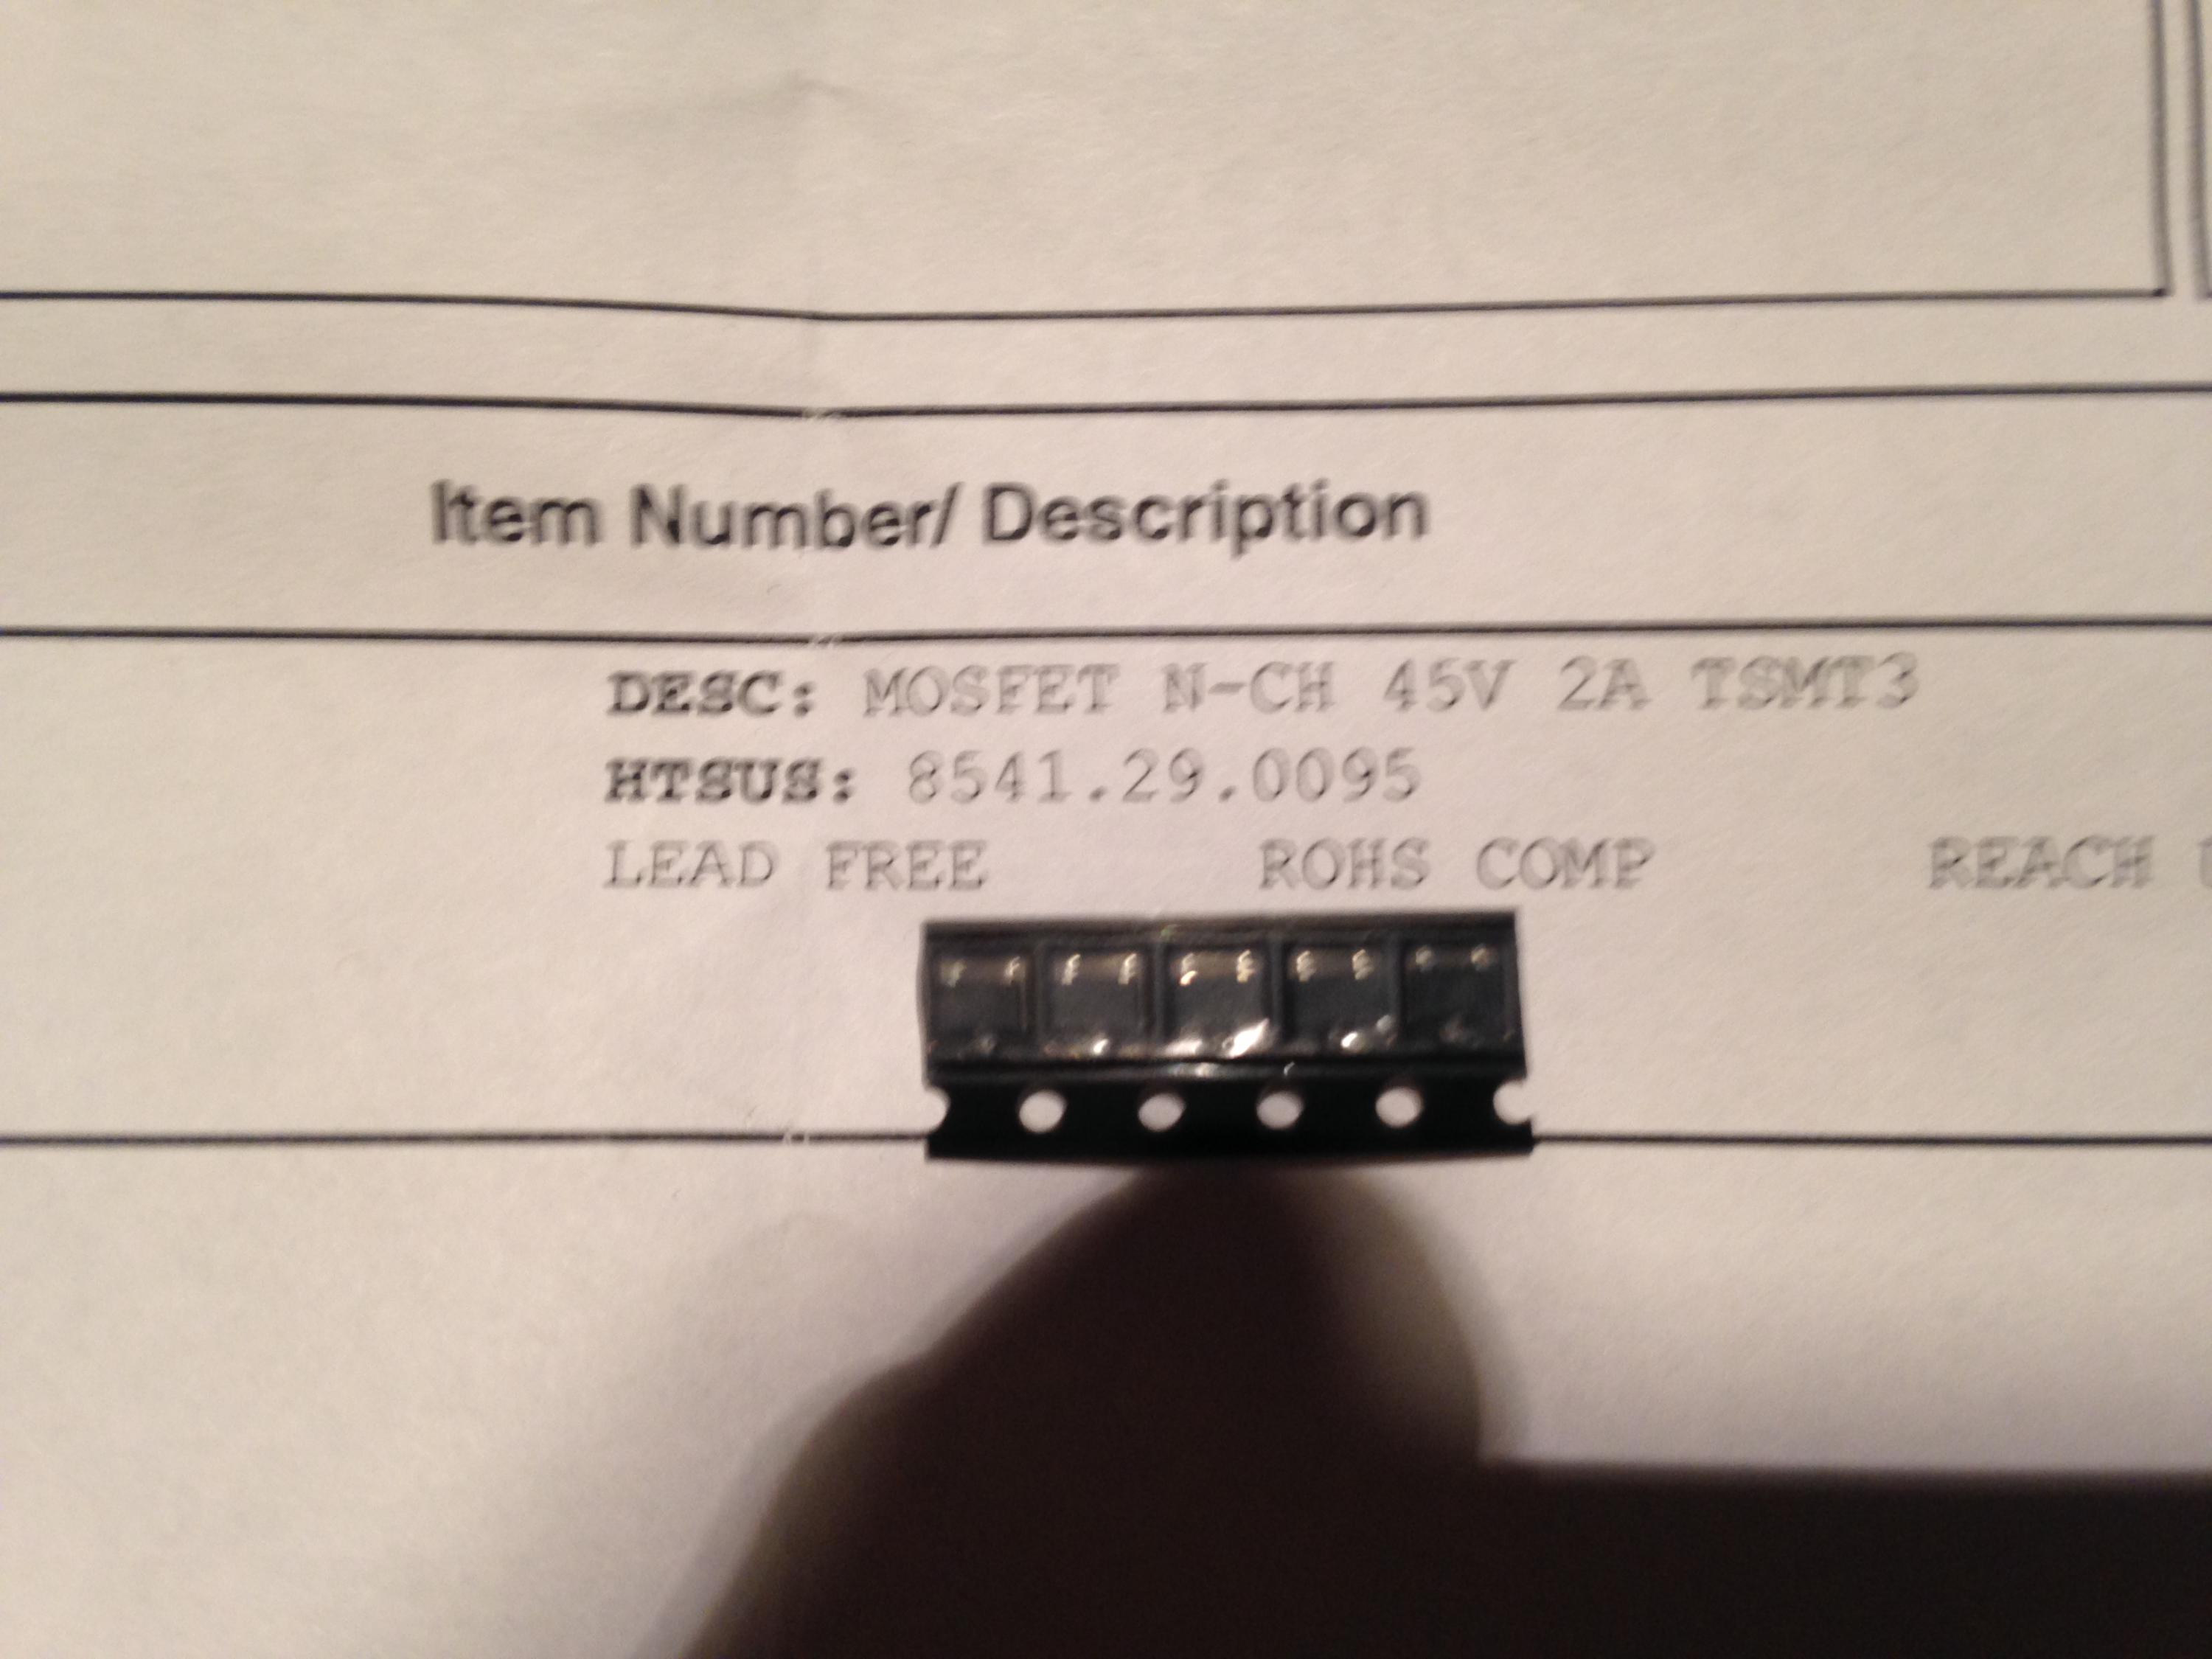 Item Number/ Description
DESC: MOSFET N-CH 45V 2A TSMT3
HTSUS: 8541.29.0095
LEAD FREE ROHS COMP REACH